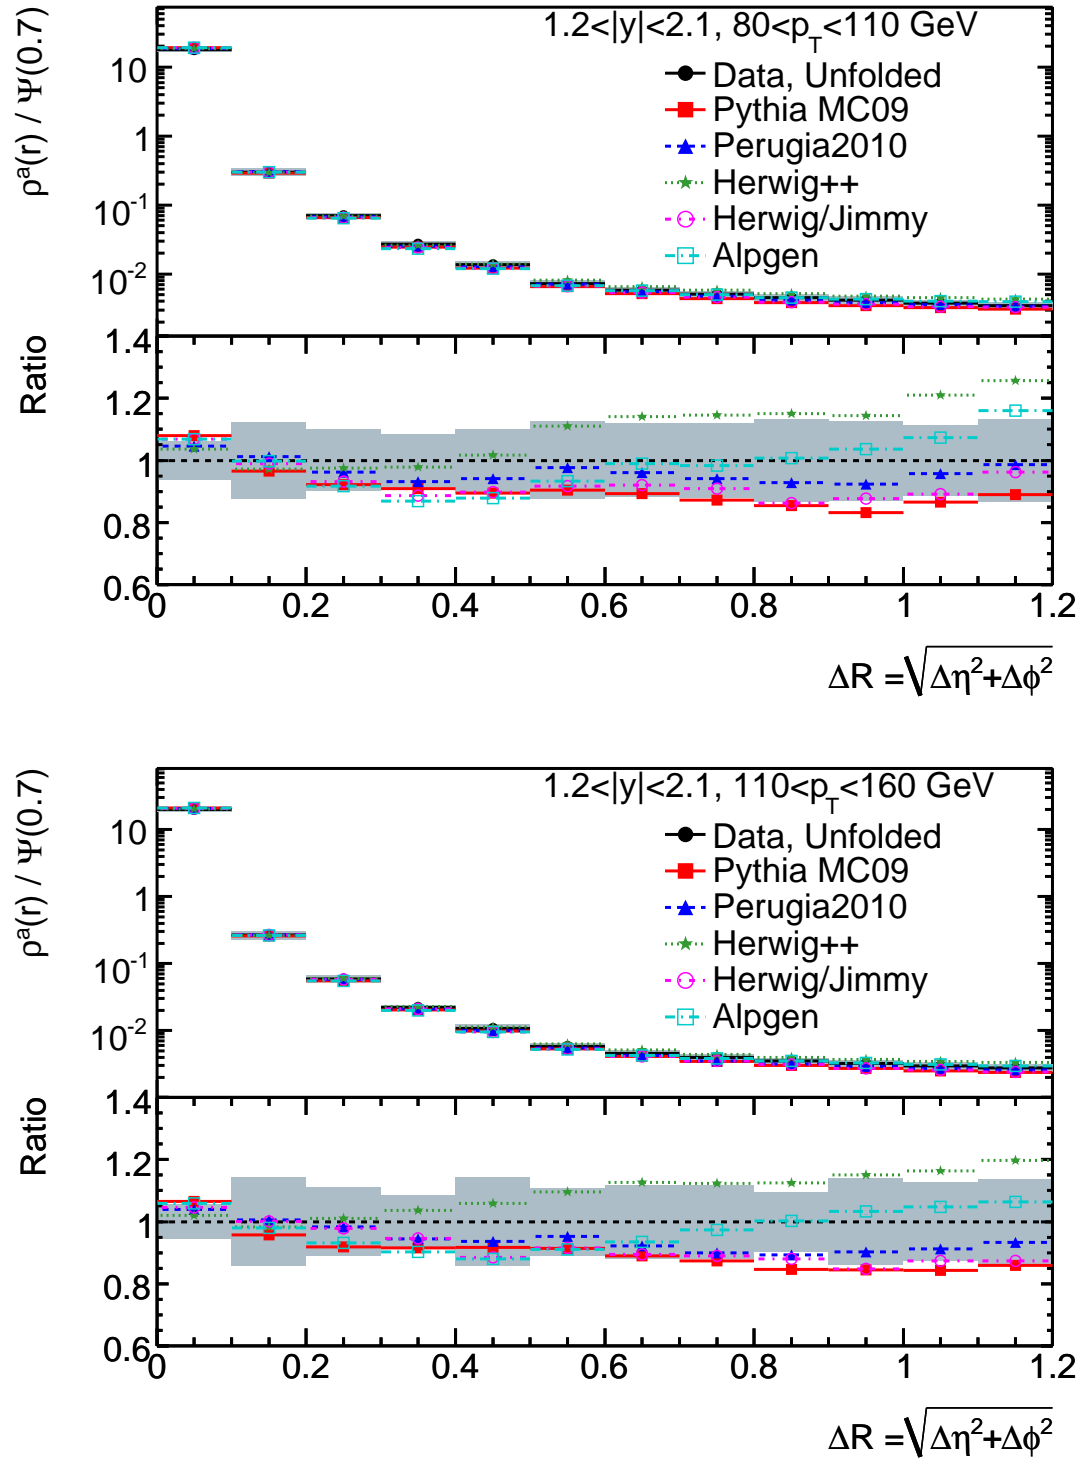 1.2<|y|<2.1, 80<p_T<110 GeV
Data, Unfolded
Pythia MC09
Perugia2010
Herwig++
Herwig/Jimmy
Alpgen
ρ^a(r) / Ψ(0.7)
10
1
10^-1
10^-2
Ratio
1.4
1.2
1
0.8
0.6
0 0.2 0.4 0.6 0.8 1 1.2
ΔR = √Δη²+Δϕ²
1.2<|y|<2.1, 110<p_T<160 GeV
Data, Unfolded
Pythia MC09
Perugia2010
Herwig++
Herwig/Jimmy
Alpgen
ρ^a(r) / Ψ(0.7)
10
1
10^-1
10^-2
Ratio
1.4
1.2
1
0.8
0.6
0 0.2 0.4 0.6 0.8 1 1.2
ΔR = √Δη²+Δϕ²